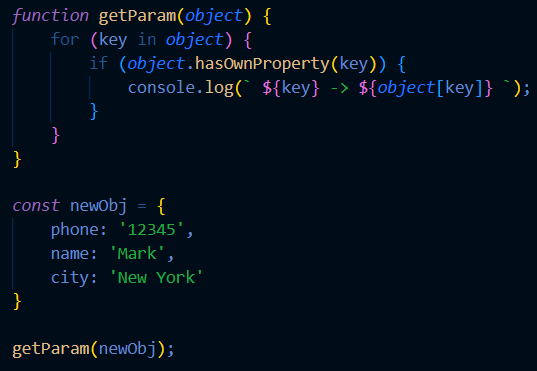 function getParam(object) {
    for (key in object) {
        if (object.hasOwnProperty(key)) {
            console.log(` ${key} -> ${object[key]} `);
        }
    }
}

const newObj = {
    phone: '12345',
    name: 'Mark',
    city: 'New York'
}

getParam(newObj);